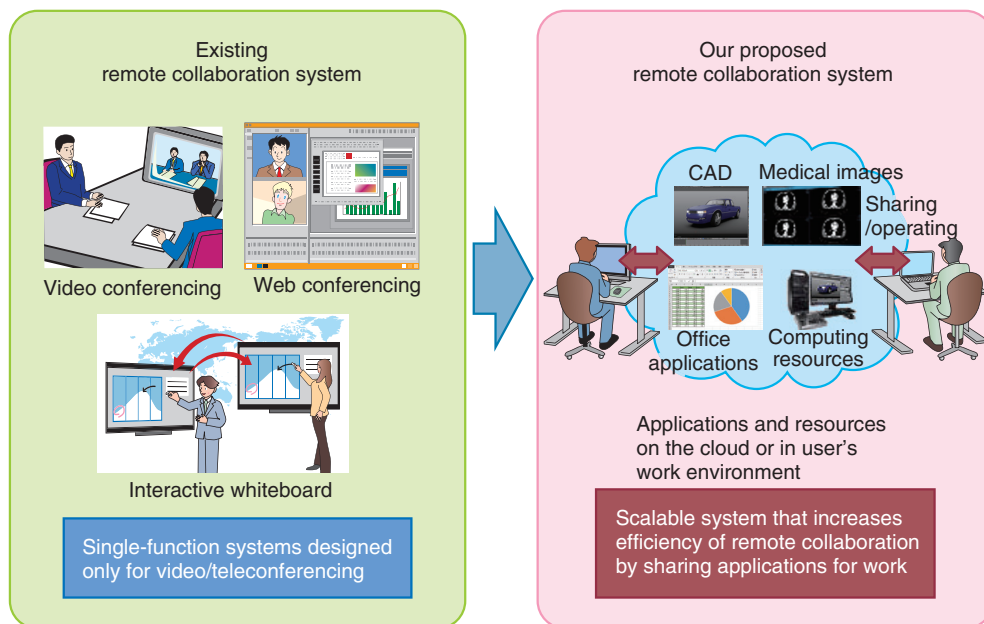 Existing
remote collaboration system
Video conferencing
Web conferencing
Interactive whiteboard
Single-function systems designed
only for video/teleconferencing
Our proposed
remote collaboration system
CAD
Medical images
Sharing
/operating
Office
applications
Computing
resources
Applications and resources
on the cloud or in user's
work environment
Scalable system that increases
efficiency of remote collaboration
by sharing applications for work